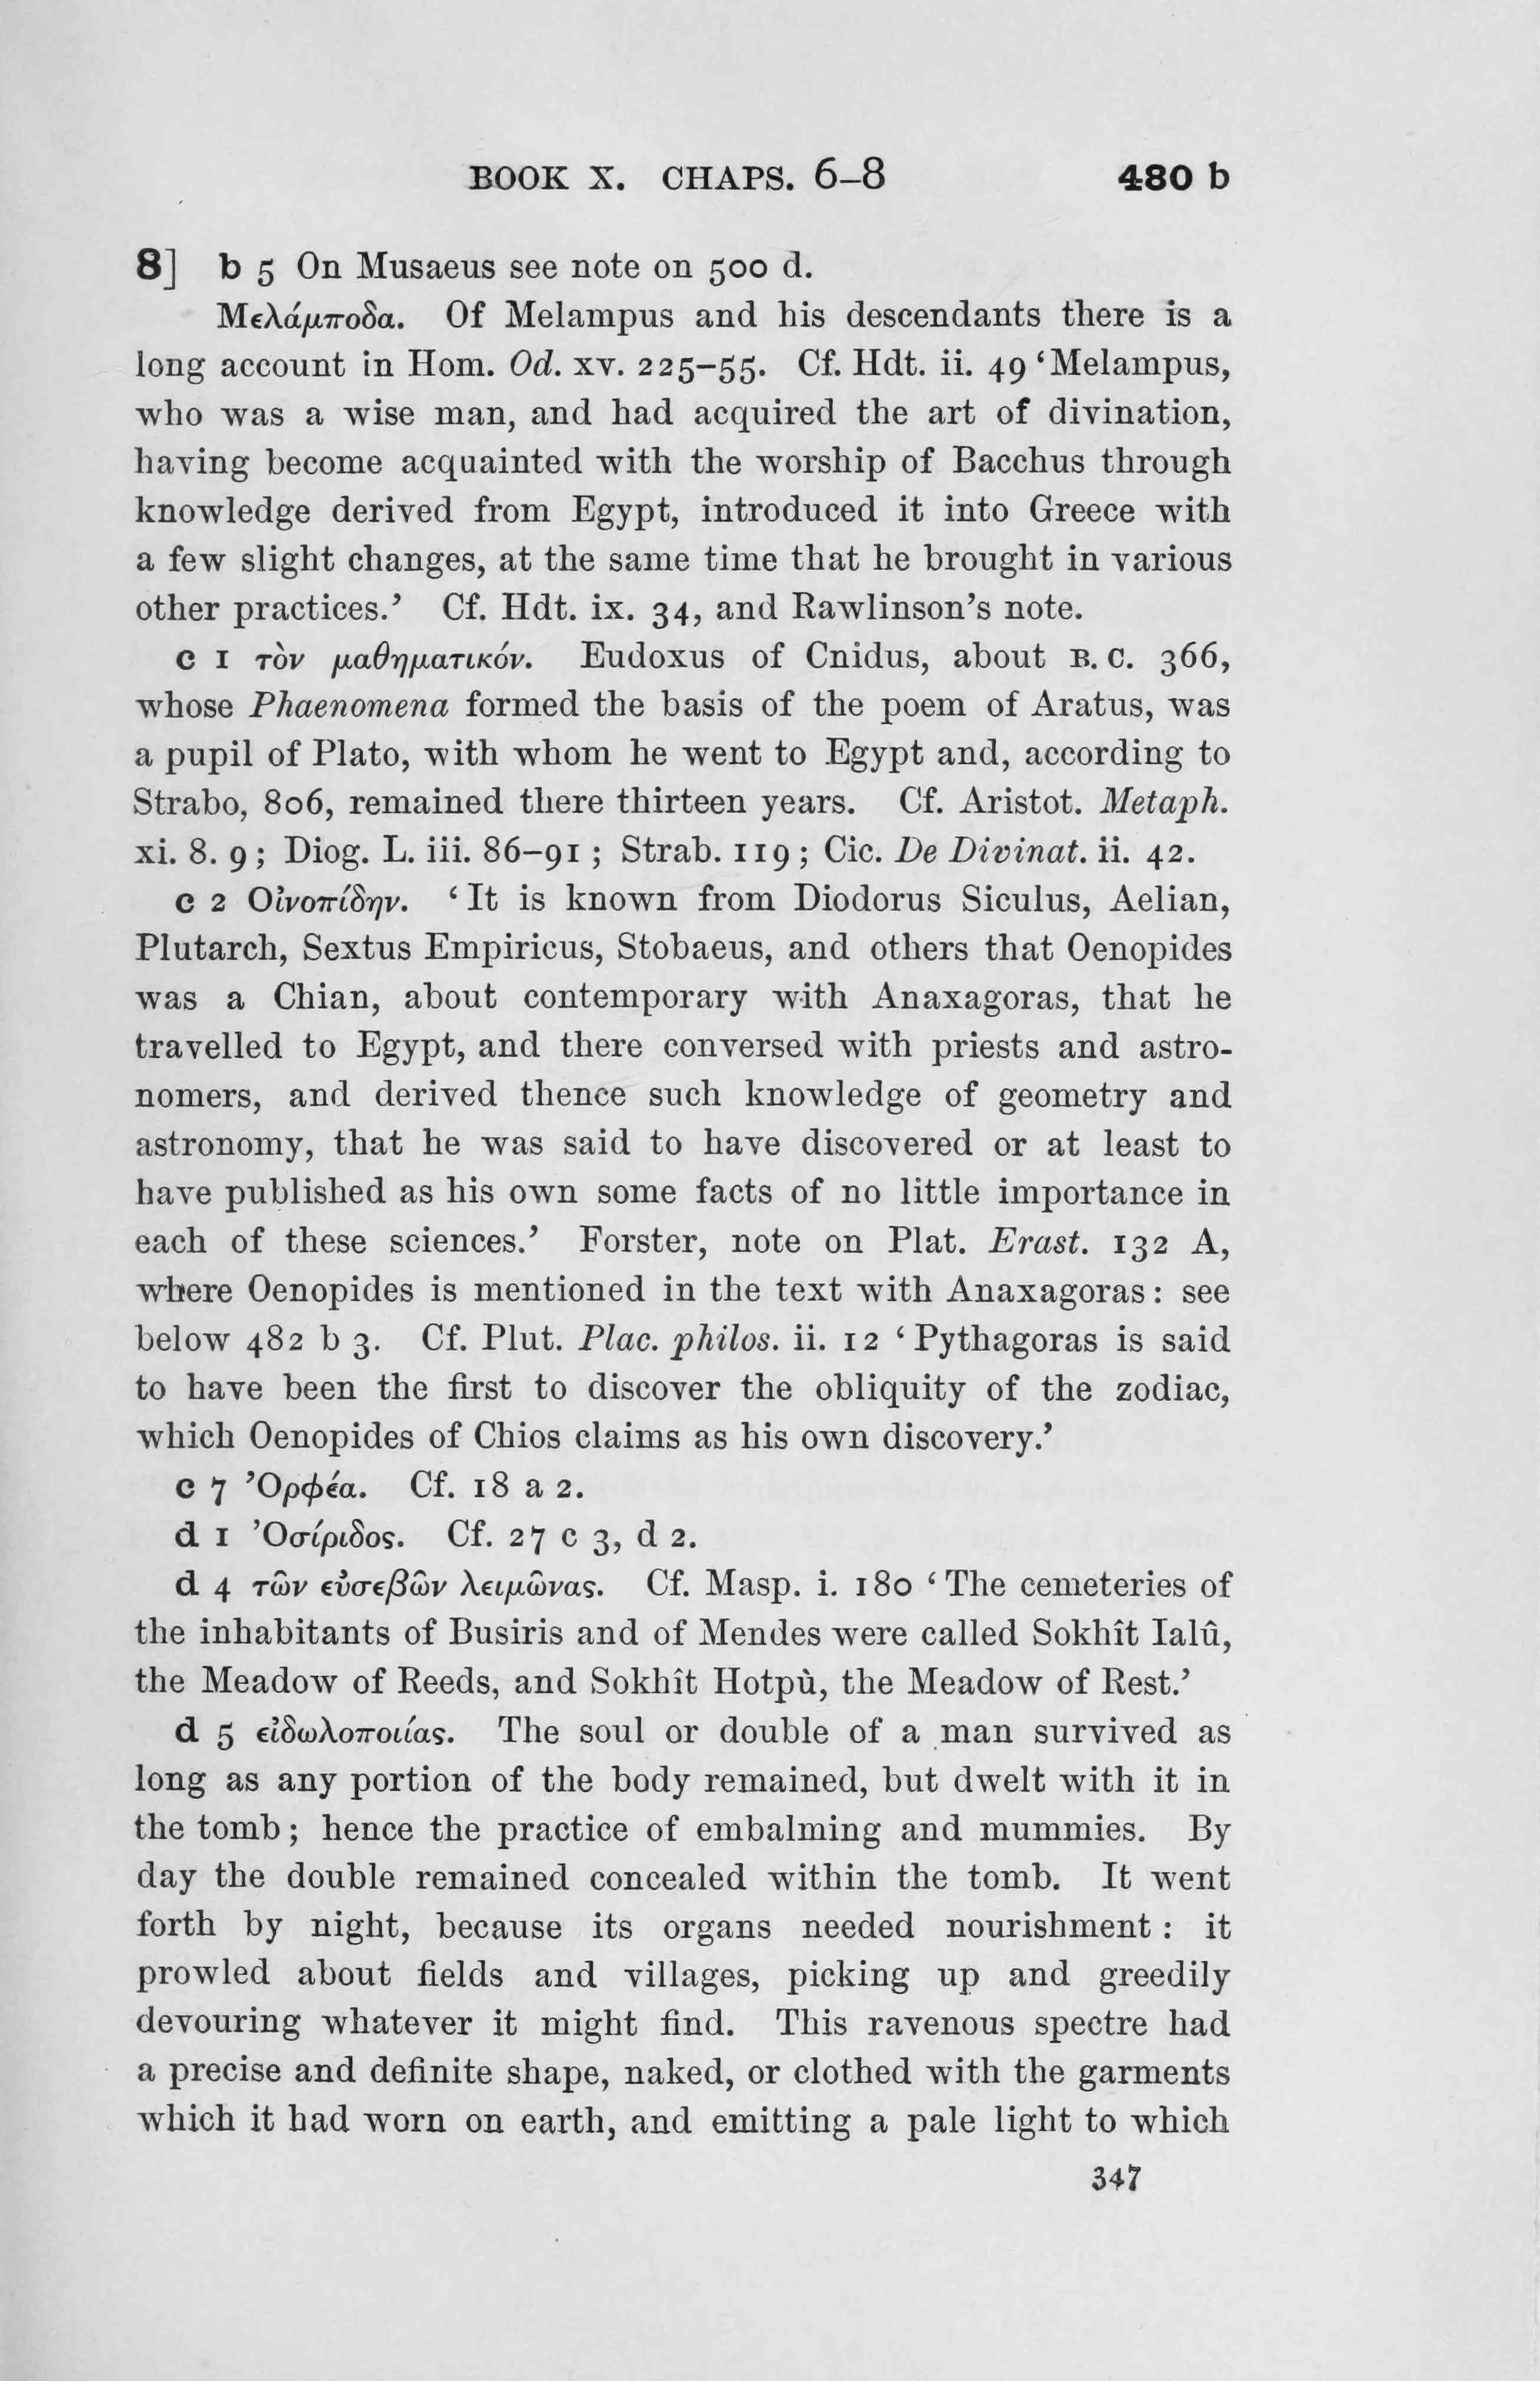 BOOK X. CHAPS. 6–8 480 b
8] b 5 On Musaeus see note on 500 d.
Μελάμποδα. Of Melampus and his descendants there is a
long account in Hom. Od. xv. 225–55. Cf. Hdt. ii. 49 ‘Melampus,
who was a wise man, and had acquired the art of divination,
having become acquainted with the worship of Bacchus through
knowledge derived from Egypt, introduced it into Greece with
a few slight changes, at the same time that he brought in various
other practices.’ Cf. Hdt. ix. 34, and Rawlinson’s note.
c 1 τὸν μαθηματικόν. Eudoxus of Cnidus, about B. C. 366,
whose Phaenomena formed the basis of the poem of Aratus, was
a pupil of Plato, with whom he went to Egypt and, according to
Strabo, 806, remained there thirteen years. Cf. Aristot. Metaph.
xi. 8. 9 ; Diog. L. iii. 86–91 ; Strab. 119 ; Cic. De Divinat. ii. 42.
c 2 Οἰνοπίδην. ‘It is known from Diodorus Siculus, Aelian,
Plutarch, Sextus Empiricus, Stobaeus, and others that Oenopides
was a Chian, about contemporary with Anaxagoras, that he
travelled to Egypt, and there conversed with priests and astro-
nomers, and derived thence such knowledge of geometry and
astronomy, that he was said to have discovered or at least to
have published as his own some facts of no little importance in
each of these sciences.’ Forster, note on Plat. Erast. 132 A,
where Oenopides is mentioned in the text with Anaxagoras : see
below 482 b 3. Cf. Plut. Plac. philos. ii. 12 ‘Pythagoras is said
to have been the first to discover the obliquity of the zodiac,
which Oenopides of Chios claims as his own discovery.’
c 7 Ὀρφέα. Cf. 18 a 2.
d 1 Ὀσίριδος. Cf. 27 c 3, d 2.
d 4 τῶν εὐσεβῶν λειμῶνας. Cf. Masp. i. 180 ‘The cemeteries of
the inhabitants of Busiris and of Mendes were called Sokhît Ialû,
the Meadow of Reeds, and Sokhît Hotpù, the Meadow of Rest.’
d 5 εἰδωλοποιίας. The soul or double of a man survived as
long as any portion of the body remained, but dwelt with it in
the tomb ; hence the practice of embalming and mummies. By
day the double remained concealed within the tomb. It went
forth by night, because its organs needed nourishment : it
prowled about fields and villages, picking up and greedily
devouring whatever it might find. This ravenous spectre had
a precise and definite shape, naked, or clothed with the garments
which it had worn on earth, and emitting a pale light to which
347